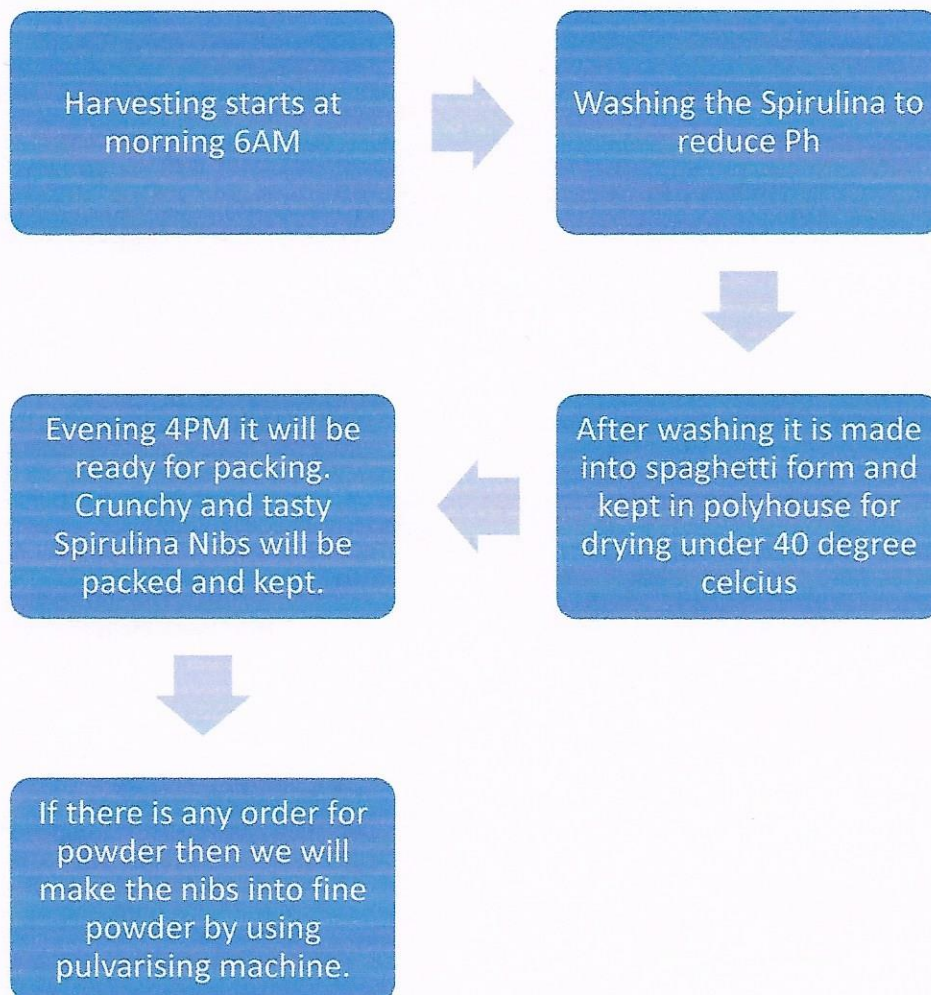 Harvesting starts at
morning 6AM
Washing the Spirulina to
reduce Ph
After washing it is made
into spaghetti form and
kept in polyhouse for
drying under 40 degree
celcius
Evening 4PM it will be
ready for packing.
Crunchy and tasty
Spirulina Nibs will be
packed and kept.
If there is any order for
powder then we will
make the nibs into fine
powder by using
pulvarising machine.